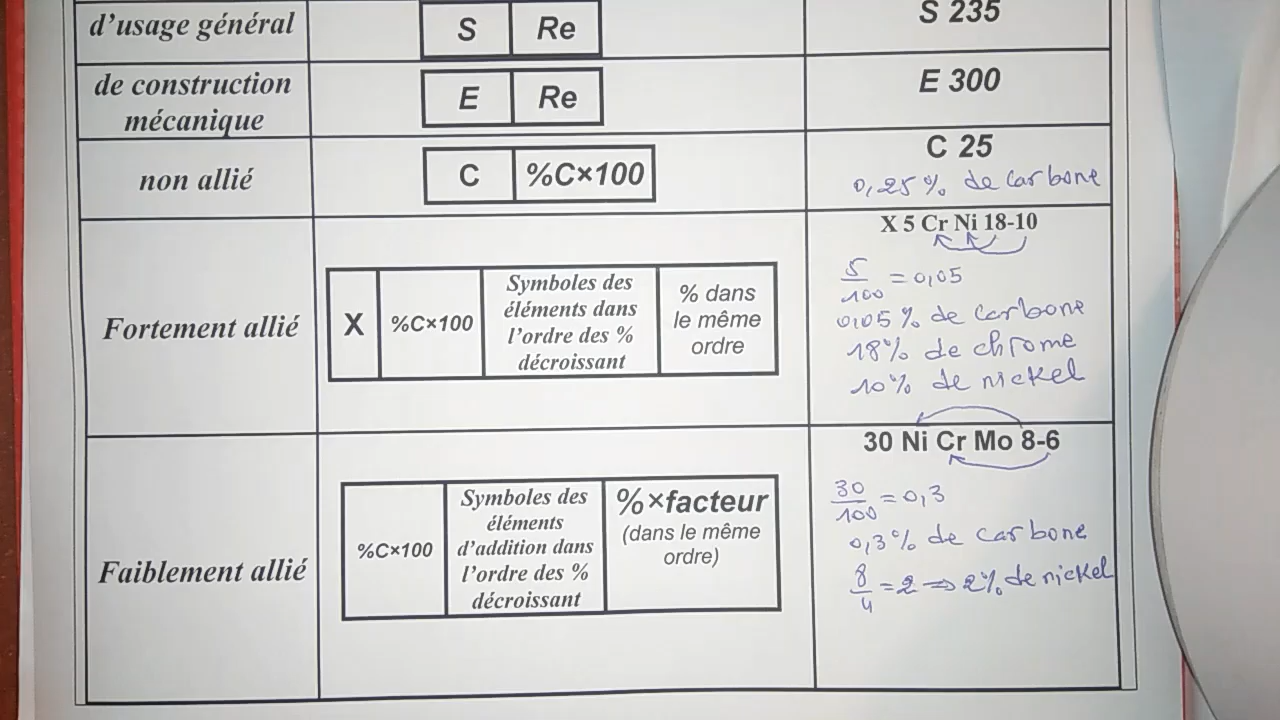 d'usage général
S
Re
S 235
de construction
mécanique
E
Re
E 300
non allié
C
%C×100
C 25
0,25% de carbone
Fortement allié
X
%C×100
Symboles des
éléments dans
l'ordre des %
décroissant
% dans
le même
ordre
X 5 Cr Ni 18-10
5/100 = 0,05
0,05% de carbone
18% de chrome
10% de nickel
Faiblement allié
%C×100
Symboles des
éléments
d'addition dans
l'ordre des %
décroissant
%×facteur
(dans le même
ordre)
30 Ni Cr Mo 8-6
30/100 = 0,3
0,3% de carbone
8/4 = 2 ⇒ 2% de nickel